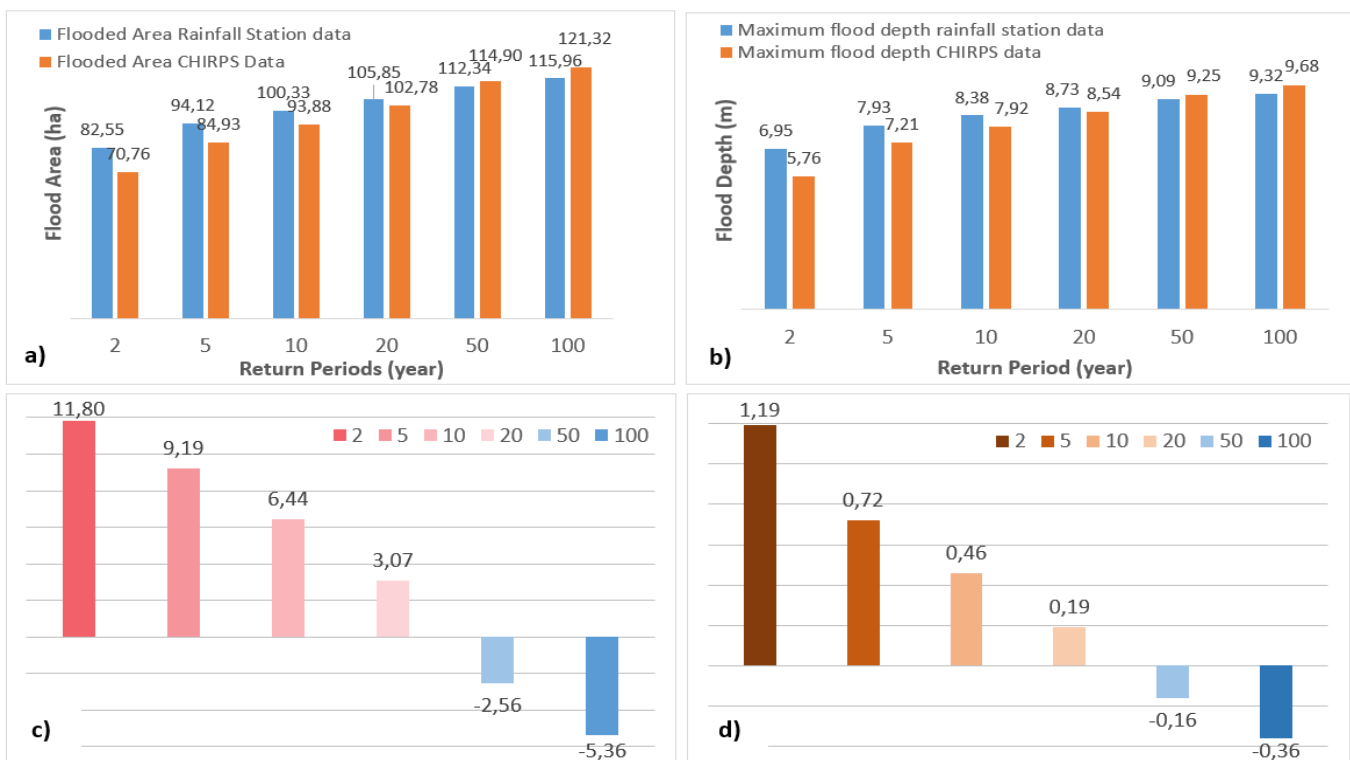 Flooded Area Rainfall Station data
Flooded Area CHIRPS Data
Flood Area (ha)
82,55
70,76
94,12
84,93
100,33
93,88
105,85
102,78
112,34
114,90
115,96
121,32
2 5 10 20 50 100
a)
Return Periods (year)
Maximum flood depth rainfall station data
Maximum flood depth CHIRPS data
Flood Depth (m)
6,95
5,76
7,93
7,21
8,38
7,92
8,73
8,54
9,09
9,25
9,32
9,68
2 5 10 20 50 100
b)
Return Period (year)
2 5 10 20 50 100
11,80
9,19
6,44
3,07
-2,56
-5,36
c)
2 5 10 20 50 100
1,19
0,72
0,46
0,19
-0,16
-0,36
d)